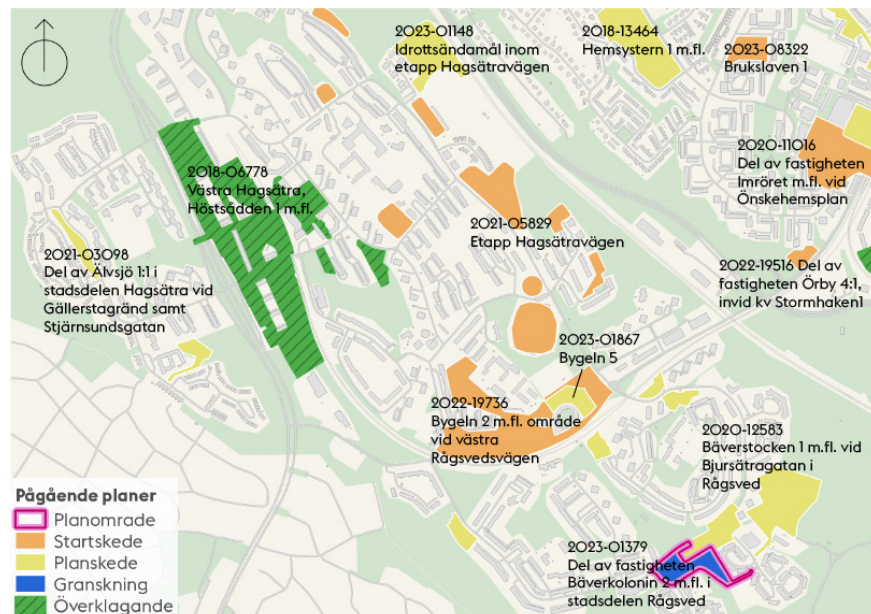 2023-01148
Idrottsändamål inom
etapp Hagsätravägen
2018-13464
Hemsystern 1 m.fl.
2023-08322
Brukslaven 1
2020-11016
Del av fastigheten
Imröret m.fl. vid
Önskehemsplan
2018-06778
Västra Hagsätra,
Höstsådden 1 m.fl.
2021-05829
Etapp Hagsätravägen
2021-03098
Del av Älvsjö 1:1 i
stadsdelen Hagsätra vid
Gällerstagränd samt
Stjärnsundsgatan
2022-19516 Del av
fastigheten Örby 4:1,
invid kv Stormhaken1
2023-01867
Bygeln 5
2022-19736
Bygeln 2 m.fl. område
vid västra
Rågsvedsvägen
2020-12583
Bäverstocken 1 m.fl. vid
Bjursätragatan i
Rågsved
2023-01379
Del av fastigheten
Bäverkolonin 2 m.fl. i
stadsdelen Rågsved
Pågående planer
Planområde
Startskede
Planskede
Granskning
Överklagande